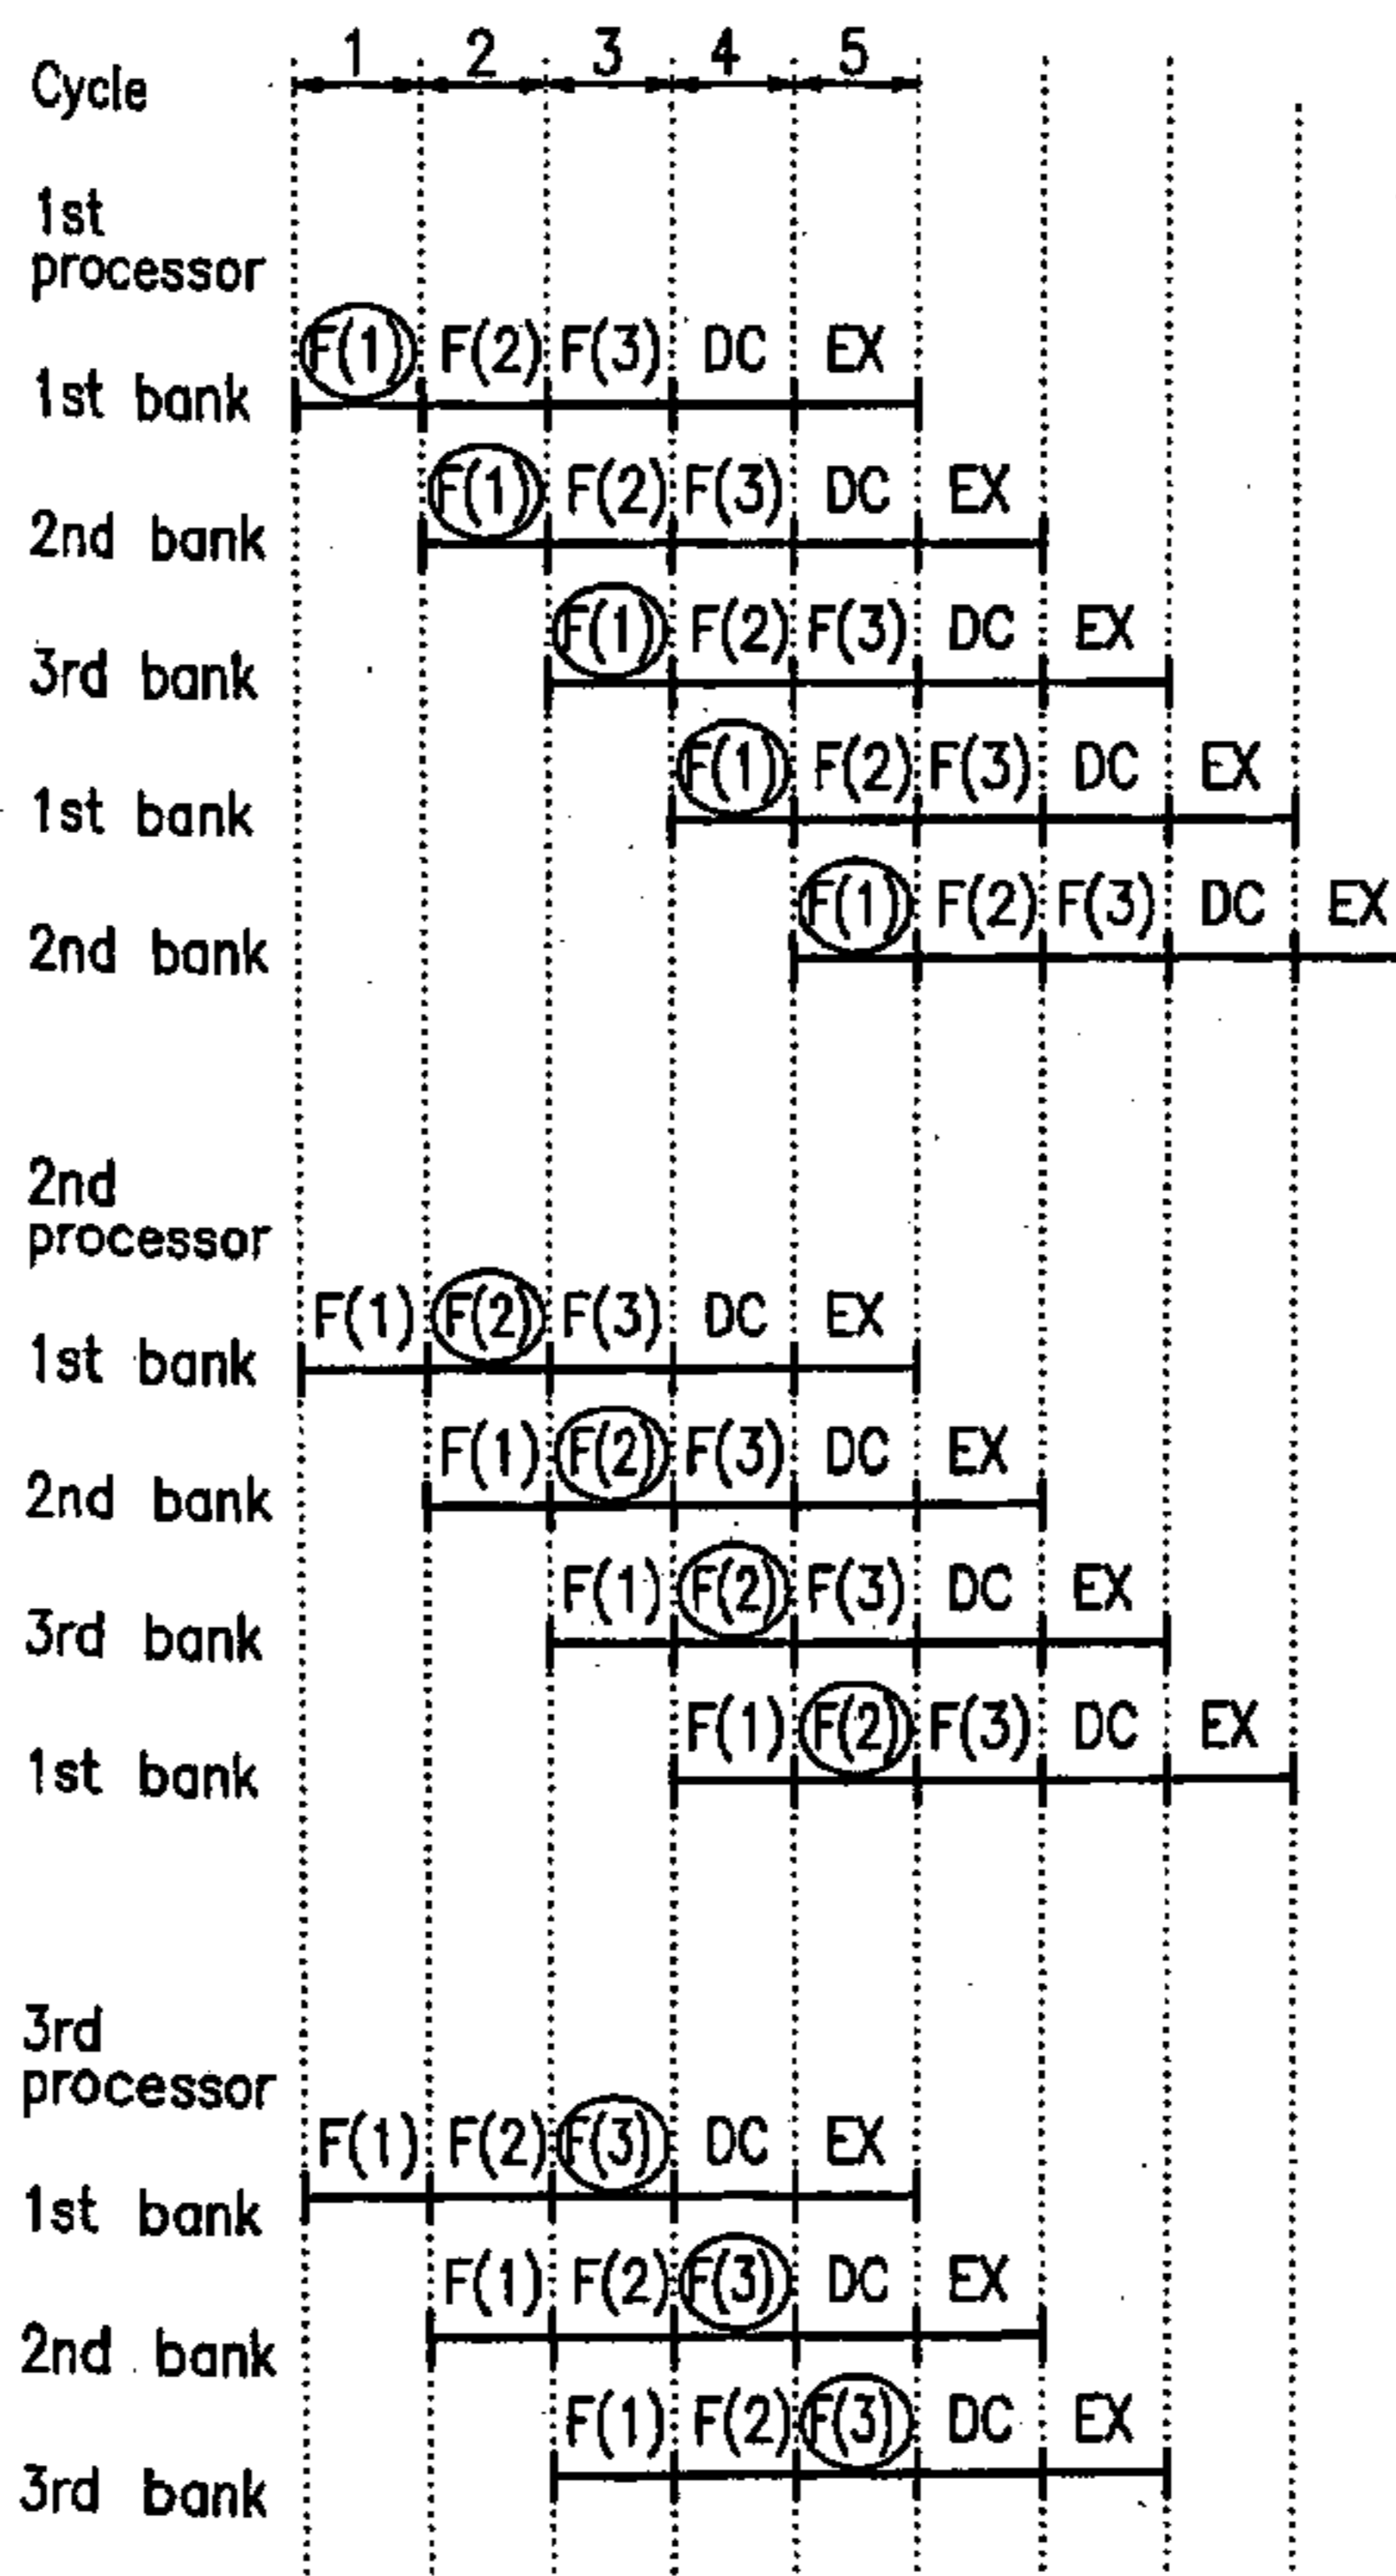 1 2 3 4 5
Cycle
1st
processor
F(1) F(2) F(3) DC EX
1st bank
F(1) F(2) F(3) DC EX
2nd bank
F(1) F(2) F(3) DC EX
3rd bank
F(1) F(2) F(3) DC EX
1st bank
F(1) F(2) F(3) DC EX
2nd bank
2nd
processor
F(1) F(2) F(3) DC EX
1st bank
F(1) F(2) F(3) DC EX
2nd bank
F(1) F(2) F(3) DC EX
3rd bank
F(1) F(2) F(3) DC EX
1st bank
3rd
processor
F(1) F(2) F(3) DC EX
1st bank
F(1) F(2) F(3) DC EX
2nd bank
F(1) F(2) F(3) DC EX
3rd bank